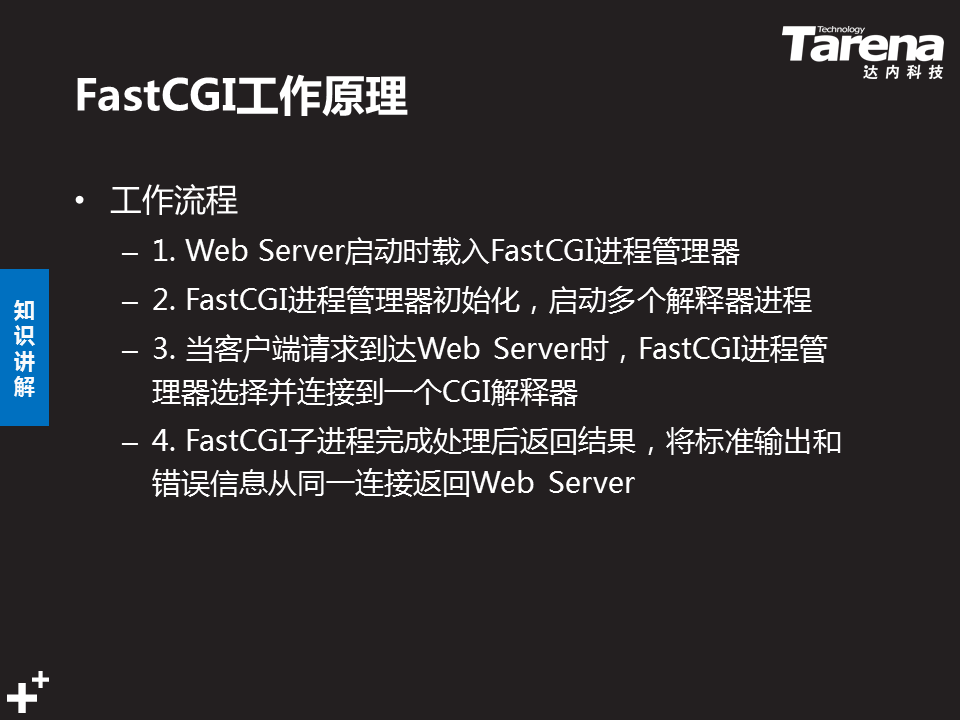 Technology
Tarena
达内科技
FastCGI工作原理
• 工作流程
– 1. Web Server启动时载入FastCGI进程管理器
– 2. FastCGI进程管理器初始化，启动多个解释器进程
– 3. 当客户端请求到达Web Server时，FastCGI进程管
理器选择并连接到一个CGI解释器
– 4. FastCGI子进程完成处理后返回结果，将标准输出和
错误信息从同一连接返回Web Server
知
识
讲
解